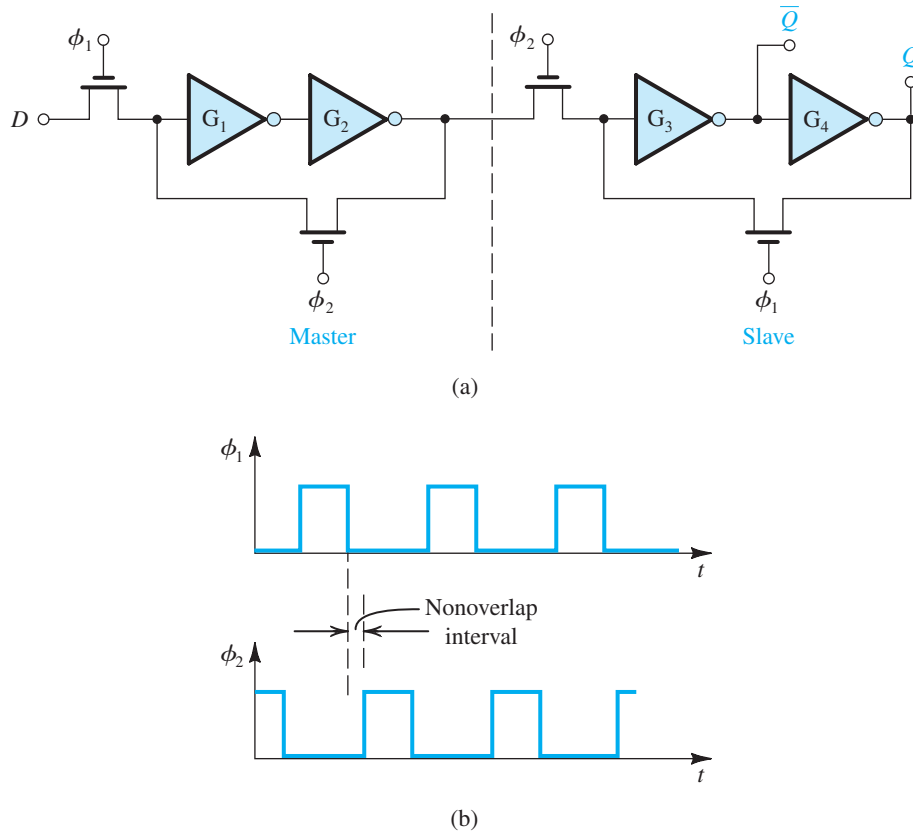 ϕ₁
ϕ₂
Q̅
Q
D
G₁
G₂
G₃
G₄
ϕ₂
ϕ₁
Master
Slave
(a)
ϕ₁
t
Nonoverlap
interval
ϕ₂
t
(b)